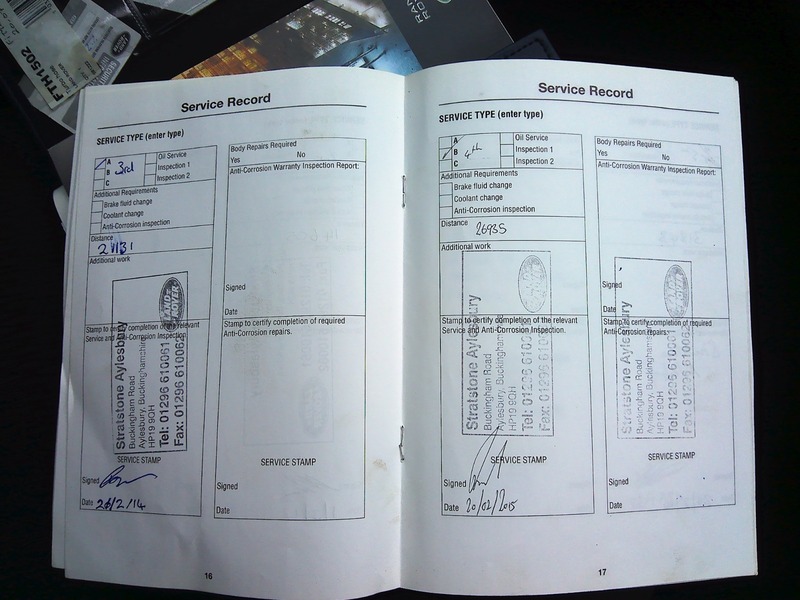 FTH1502
LAND ROVER
Service Record
SERVICE TYPE (enter type)
A
B
C
3rd
Oil Service
Inspection 1
Inspection 2
Additional Requirements
Brake fluid change
Coolant change
Anti-Corrosion inspection
Distance
Additional work
LAND ROVER
Stamp to certify completion of the relevant
Service and Anti-Corrosion Inspection.
Stratstone Aylesbury
Buckingham Road
Aylesbury, Buckinghamshire
HP19 9QH
Tel: 01296 610061
Fax: 01296 610062
SERVICE STAMP
Signed
Date 26/2/14
Body Repairs Required
Yes No
Anti-Corrosion Warranty Inspection Report:
Signed
Date
Stamp to certify completion of required
Anti-Corrosion repairs.
SERVICE STAMP
Signed
Date
16
Service Record
SERVICE TYPE (enter type)
A
B
C
4th
Oil Service
Inspection 1
Inspection 2
Additional Requirements
Brake fluid change
Coolant change
Anti-Corrosion inspection
Distance
26935
Additional work
Stamp to certify completion of the relevant
Service and Anti-Corrosion Inspection.
Stratstone Aylesbury
Buckingham Road
Aylesbury, Buckinghamshire
HP19 9QH
Tel: 01296 610061
Fax: 01296 610062
SERVICE STAMP
Signed
Date 20/02/2015
Body Repairs Required
Yes No
Anti-Corrosion Warranty Inspection Report:
Signed
Date
Stamp to certify completion of required
Anti-Corrosion repairs.
Stratstone Aylesbury
Buckingham Road
Aylesbury, Buckinghamshire
HP19 9QH
Tel: 01296 610061
Fax: 01296 610062
SERVICE STAMP
Signed
Date
17